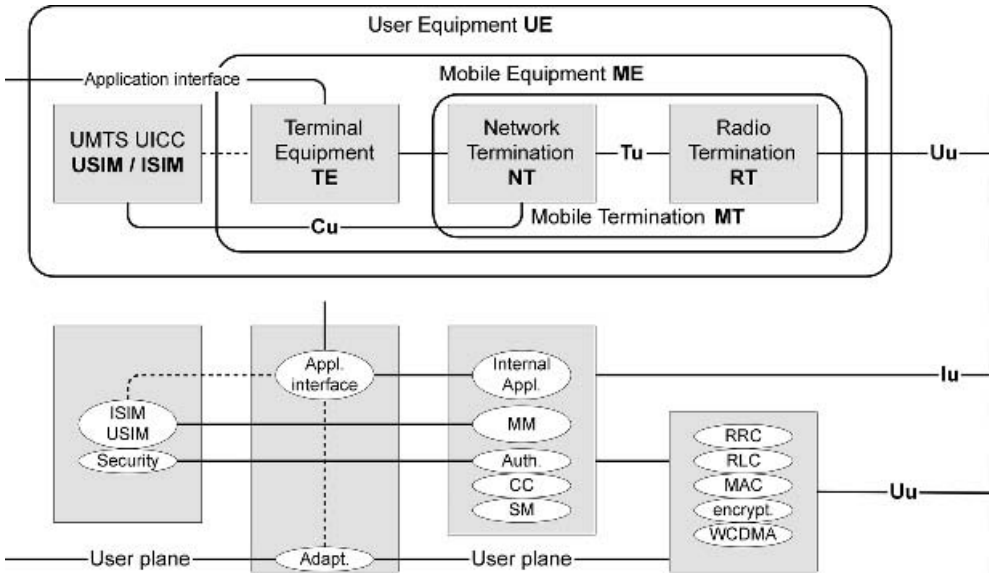 User Equipment UE
Application interface
Mobile Equipment ME
UMTS UICC
USIM / ISIM
Terminal
Equipment
TE
Network
Termination
NT
Tu
Radio
Termination
RT
Uu
Mobile Termination MT
Cu
Appl.
interface
Internal
Appl.
Iu
ISIM
USIM
MM
RRC
Security
Auth.
RLC
CC
MAC
Uu
SM
encrypt.
WCDMA
User plane
Adapt.
User plane